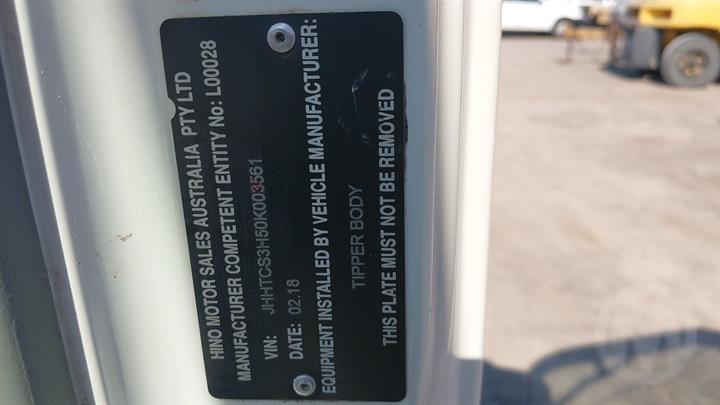 HINO MOTOR SALES AUSTRALIA PTY LTD
MANUFACTURER COMPETENT ENTITY No: L00028
VIN: JHHTCS3H50K003561
DATE: 02.18
EQUIPMENT INSTALLED BY VEHICLE MANUFACTURER:
TIPPER BODY
THIS PLATE MUST NOT BE REMOVED